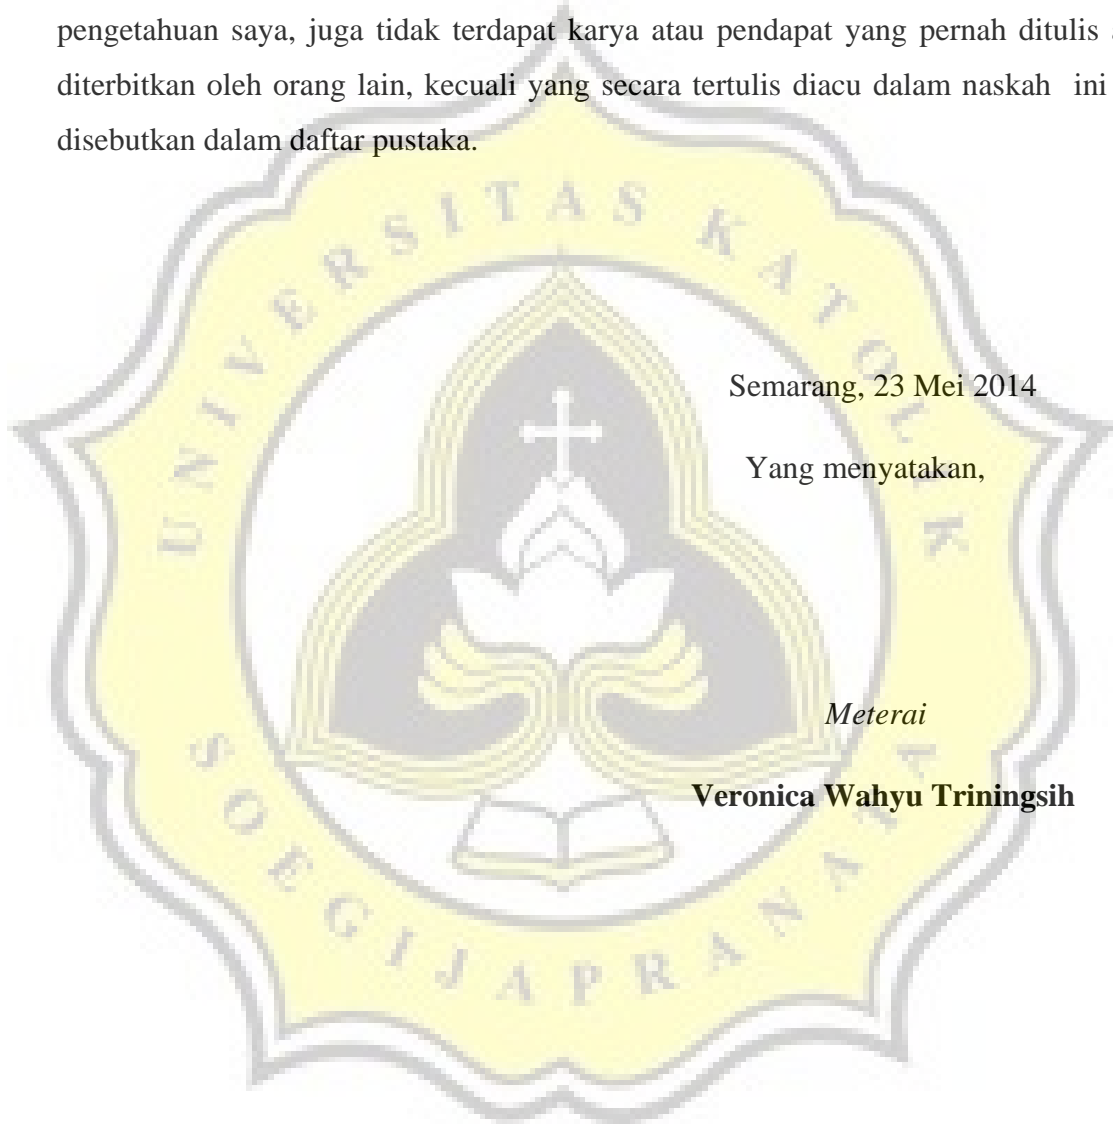 pengetahuan saya, juga tidak terdapat karya atau pendapat yang pernah ditulis
diterbitkan oleh orang lain, kecuali yang secara tertulis diacu dalam naskah ini
disebutkan dalam daftar pustaka.
UNIVERSITAS KATOLIK
Semarang, 23 Mei 2014
Yang menyatakan,
Meterai
Veronica Wahyu Triningsih
SOEGIJAPRANATA